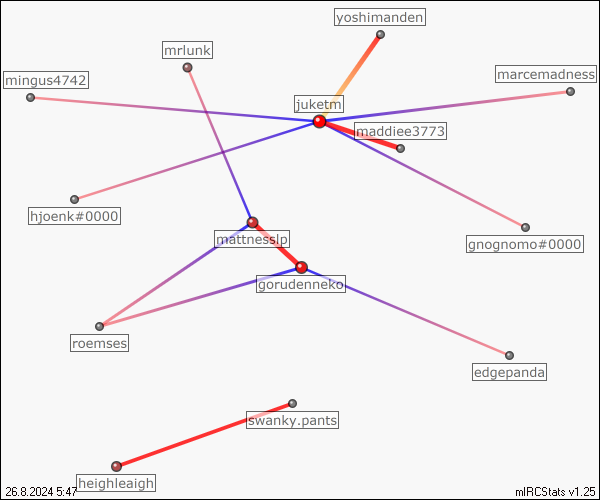 yoshimanden
mrlunk
mingus4742
marcemadness
juketm
maddiee3773
hjoenk#0000
mattnesslp
gnognomo#0000
gorudenneko
roemses
edgepanda
swanky.pants
heighleaigh
26.8.2024 5:47
mIRCStats v1.25